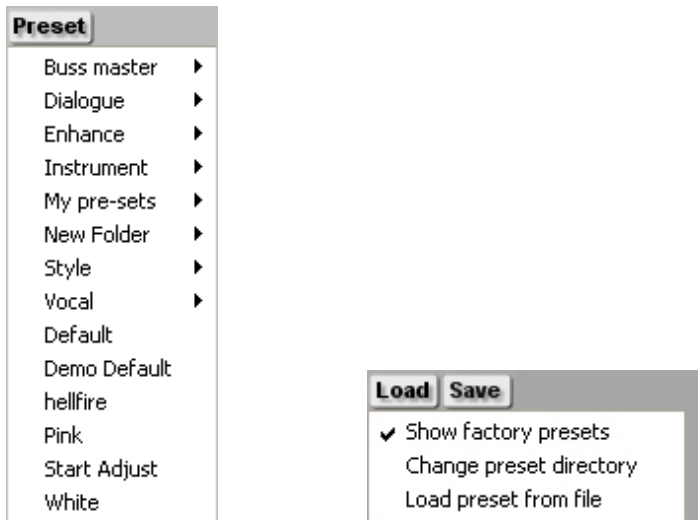 Preset
Buss master
Dialogue
Enhance
Instrument
My pre-sets
New Folder
Style
Vocal
Default
Demo Default
hellfire
Pink
Start Adjust
White
Load Save
Show factory presets
Change preset directory
Load preset from file